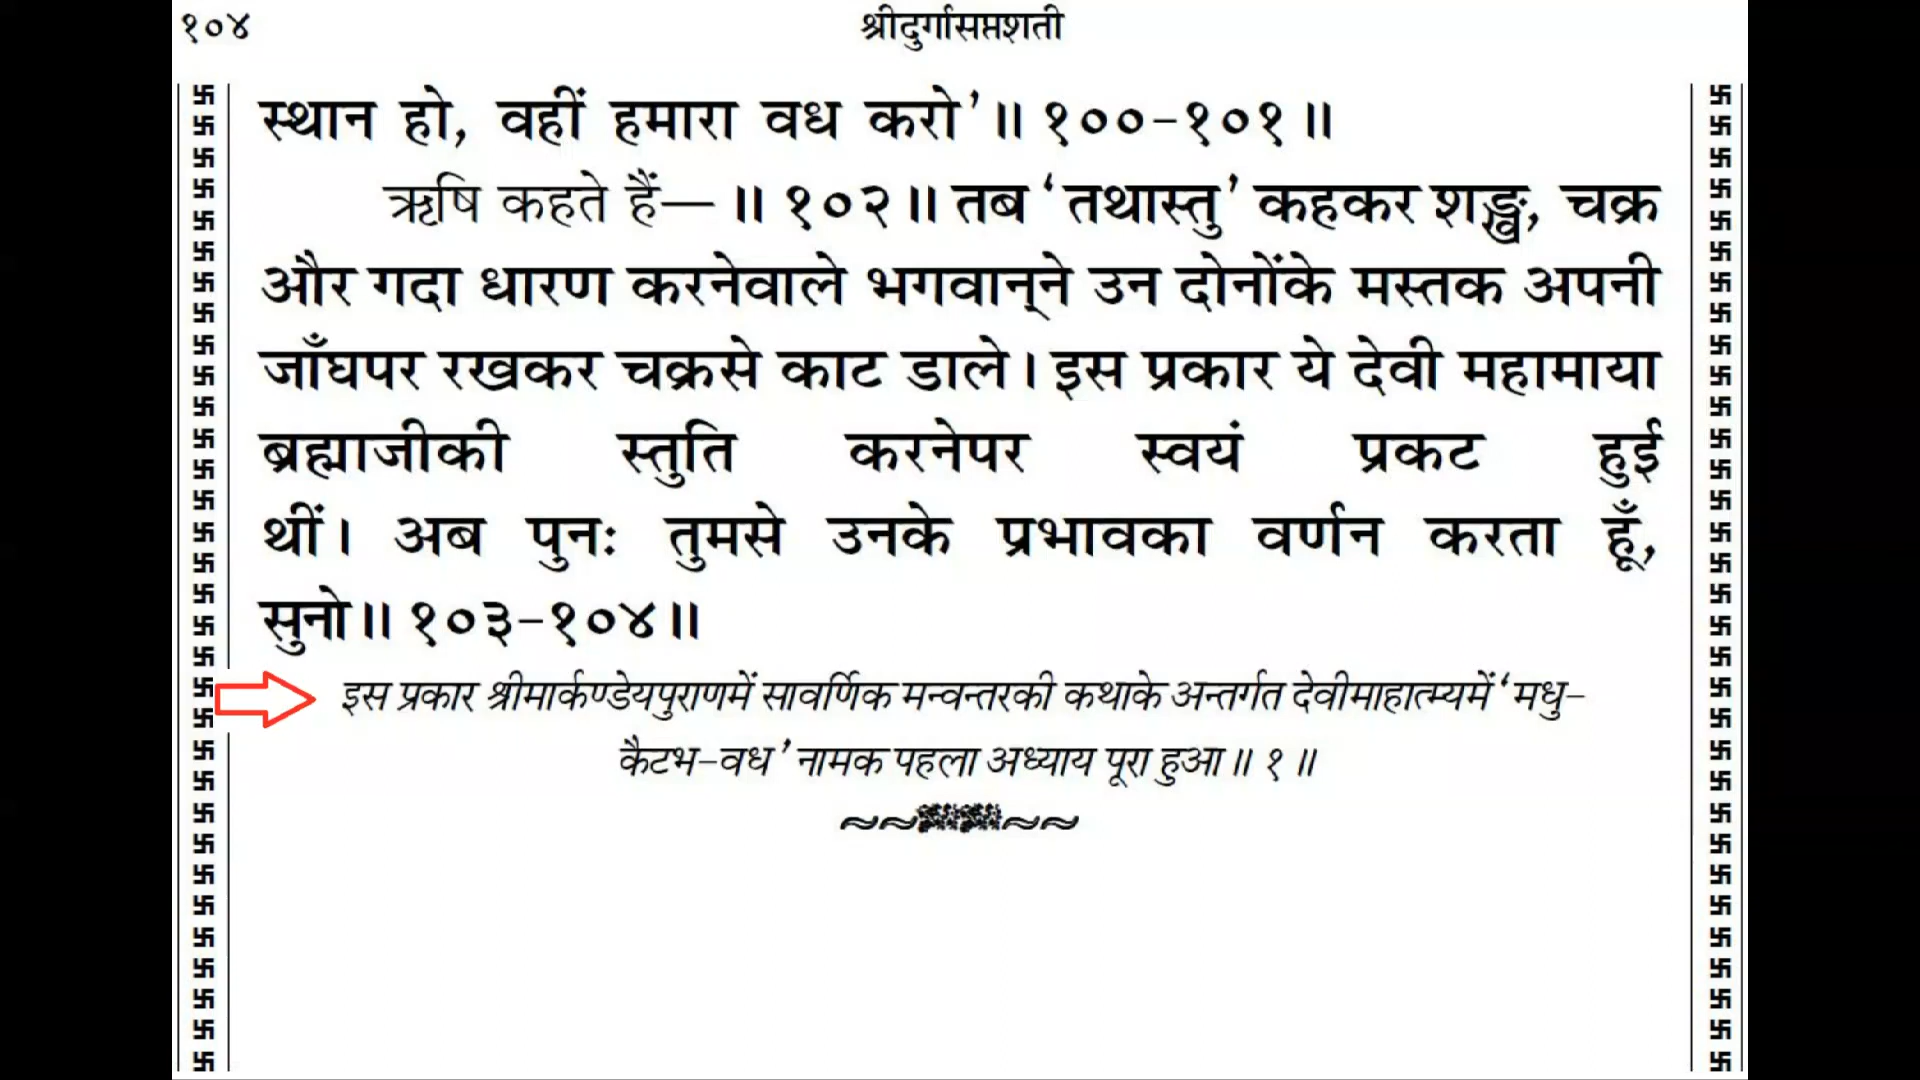 १०४
श्रीदुर्गासप्तशती
स्थान हो, वहीं हमारा वध करो’॥ १००-१०१॥
ऋषि कहते हैं—॥ १०२॥ तब ‘तथास्तु’ कहकर शङ्ख, चक्र
और गदा धारण करनेवाले भगवान्‌ने उन दोनोंके मस्तक अपनी
जाँघपर रखकर चक्रसे काट डाले। इस प्रकार ये देवी महामाया
ब्रह्माजीकी स्तुति करनेपर स्वयं प्रकट हुई
थीं। अब पुनः तुमसे उनके प्रभावका वर्णन करता हूँ,
सुनो॥ १०३-१०४॥
इस प्रकार श्रीमार्कण्डेयपुराणमें सावर्णिक मन्वन्तरकी कथाके अन्तर्गत देवीमाहात्म्यमें ‘मधु-
कैटभ-वध’ नामक पहला अध्याय पूरा हुआ॥ १॥